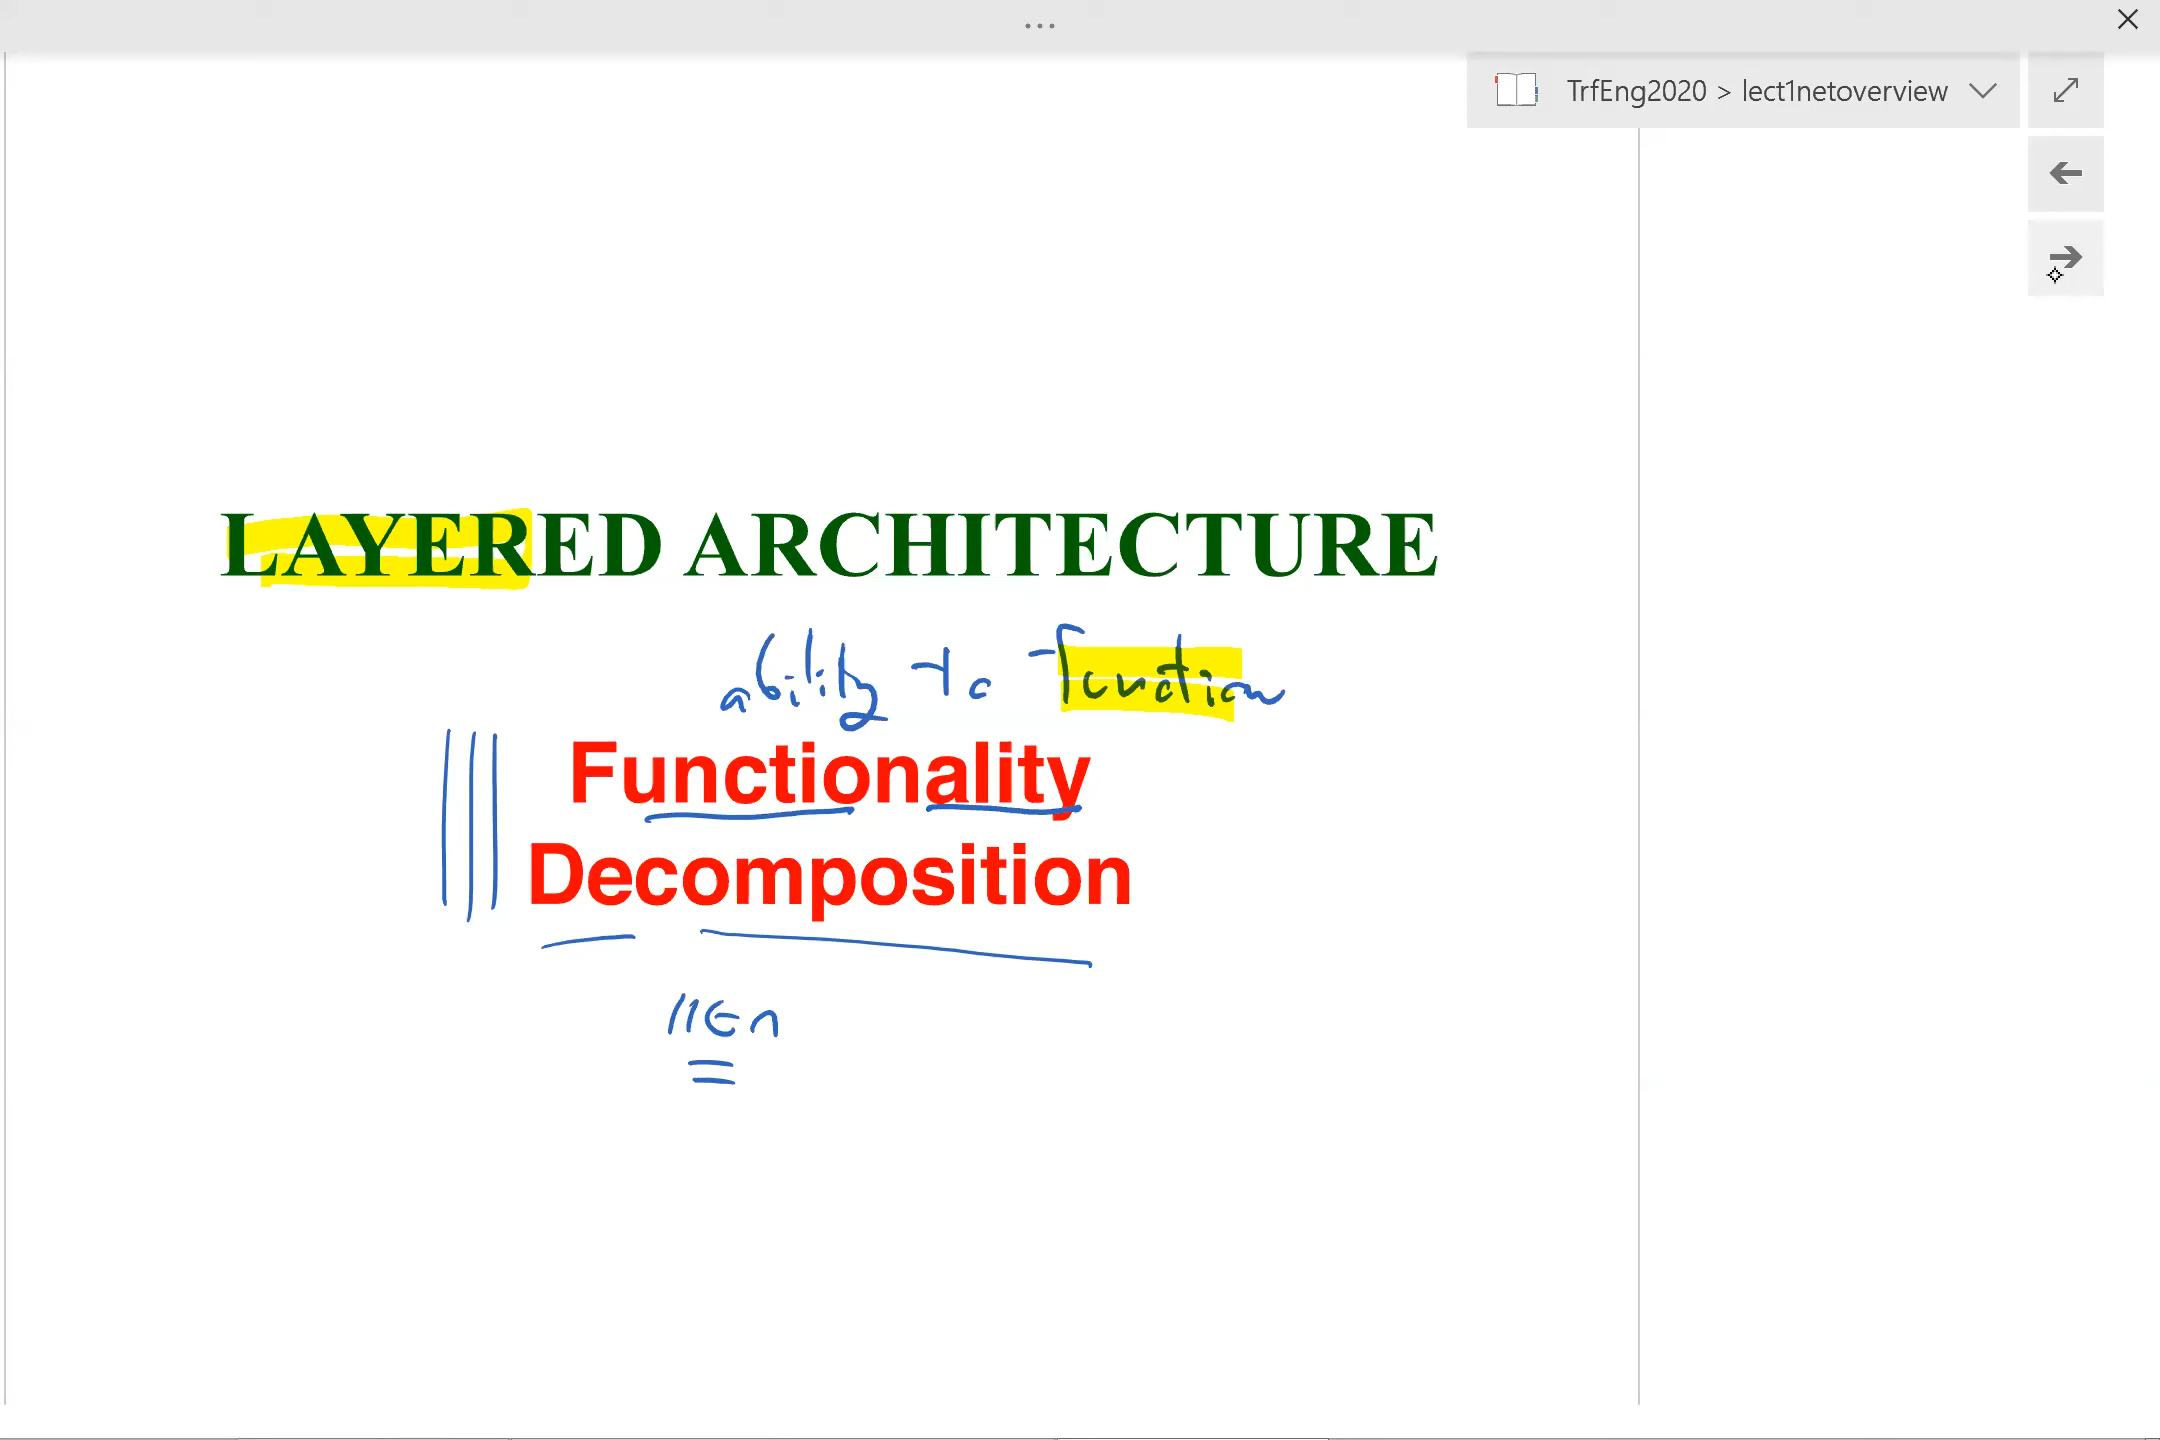 TrfEng2020 > lect1netoverview
LAYERED ARCHITECTURE
ability to function
Functionality
Decomposition